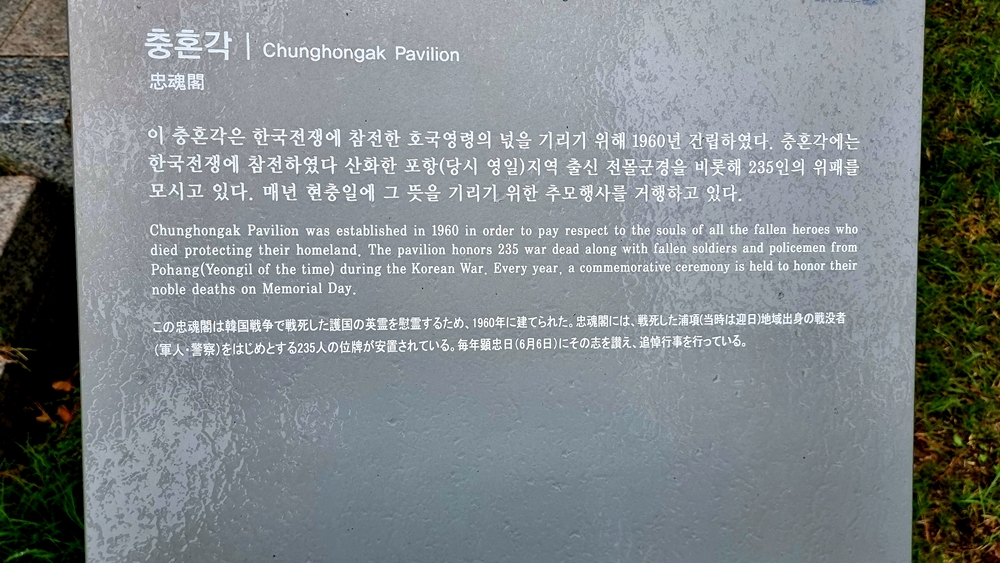 충혼각 | Chunghongak Pavilion
忠魂閣
이 충혼각은 한국전쟁에 참전한 호국영령의 넋을 기리기 위해 1960년 건립하였다. 충혼각에는
한국전쟁에 참전하였다 산화한 포항(당시 영일)지역 출신 전몰군경을 비롯해 235인의 위패를
모시고 있다. 매년 현충일에 그 뜻을 기리기 위한 추모행사를 거행하고 있다.
Chunghongak Pavilion was established in 1960 in order to pay respect to the souls of all the fallen heroes who
died protecting their homeland. The pavilion honors 235 war dead along with fallen soldiers and policemen from
Pohang(Yeongil of the time) during the Korean War. Every year, a commemorative ceremony is held to honor their
noble deaths on Memorial Day.
この忠魂閣は韓国戦争で戦死した護国の英霊を慰霊するため、1960年に建てられた。忠魂閣には、戦死した浦項(当時は迎日)地域出身の戦没者
(軍人・警察)をはじめとする235人の位牌が安置されている。毎年顕忠日(6月6日)にその志を讃え、追悼行事を行っている。